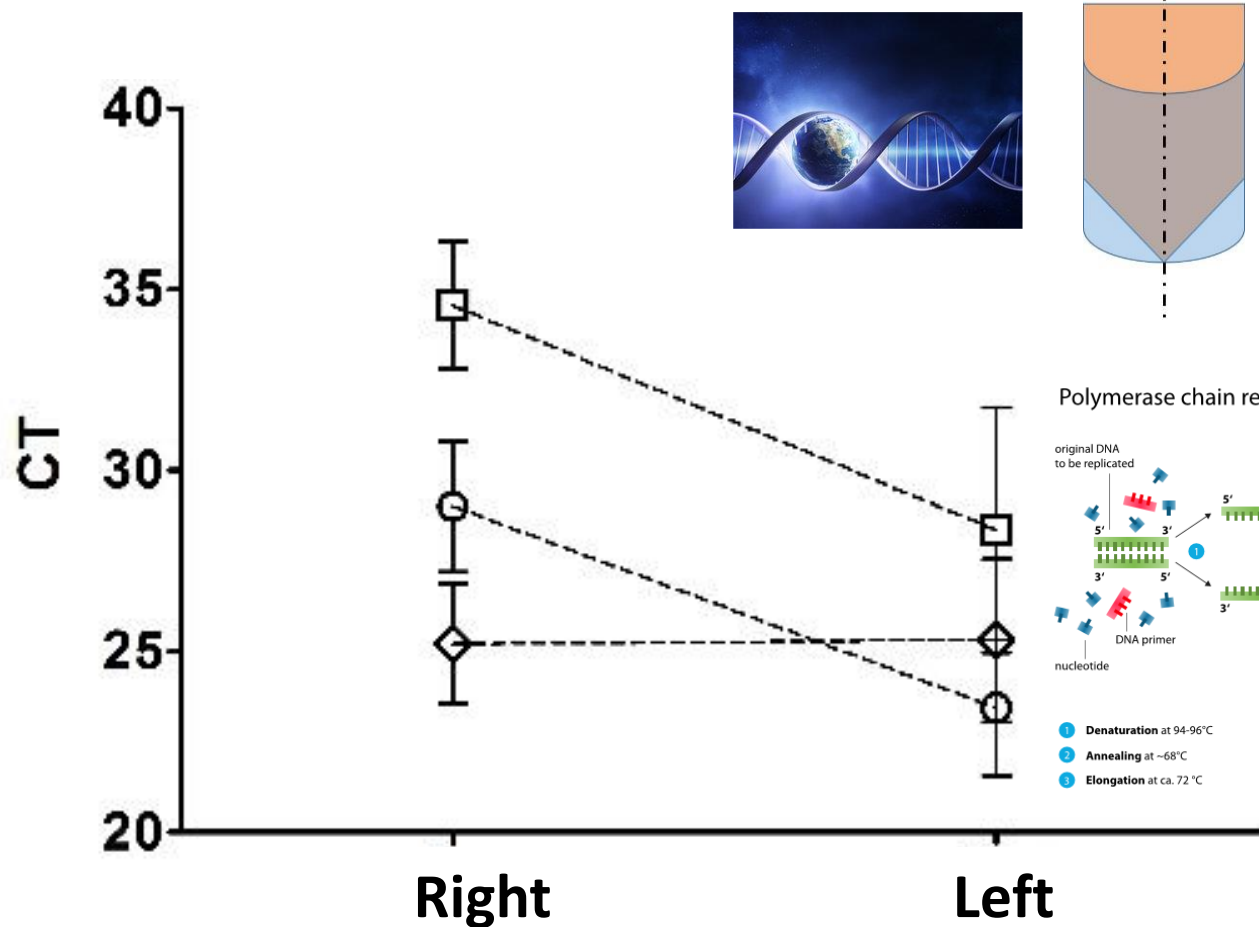 40
35
30
25
20
CT
Right
Left
Polymerase chain re
original DNA
to be replicated
5’
5’
3’
1
3’
5’
3’
DNA primer
nucleotide
1 Denaturation at 94-96°C
2 Annealing at ~68°C
3 Elongation at ca. 72 °C